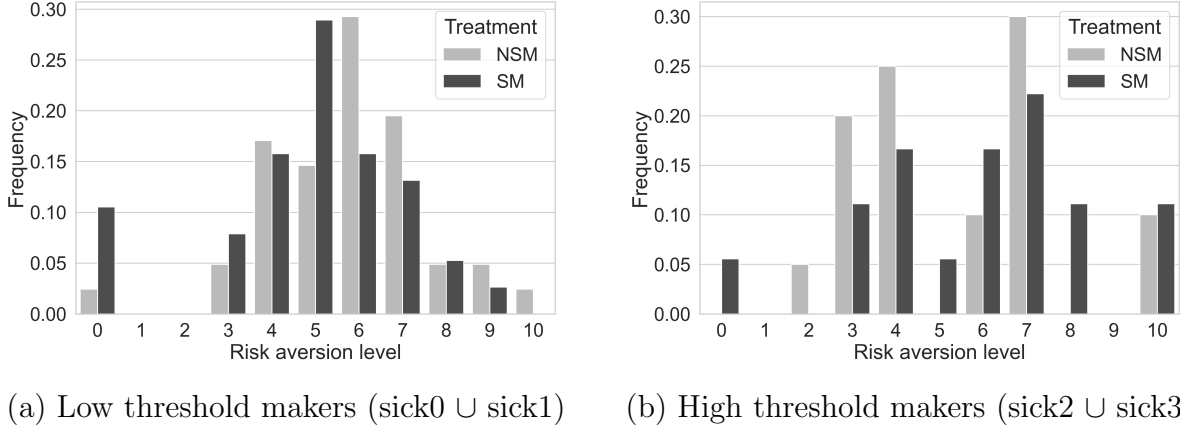 0.30
0.25
0.20
0.15
0.10
0.05
0.00
Frequency
Treatment
NSM
SM
0 1 2 3 4 5 6 7 8 9 10
Risk aversion level
(a) Low threshold makers (sick0 ∪ sick1)
0.30
0.25
0.20
0.15
0.10
0.05
0.00
Frequency
Treatment
NSM
SM
0 1 2 3 4 5 6 7 8 9 10
Risk aversion level
(b) High threshold makers (sick2 ∪ sick3